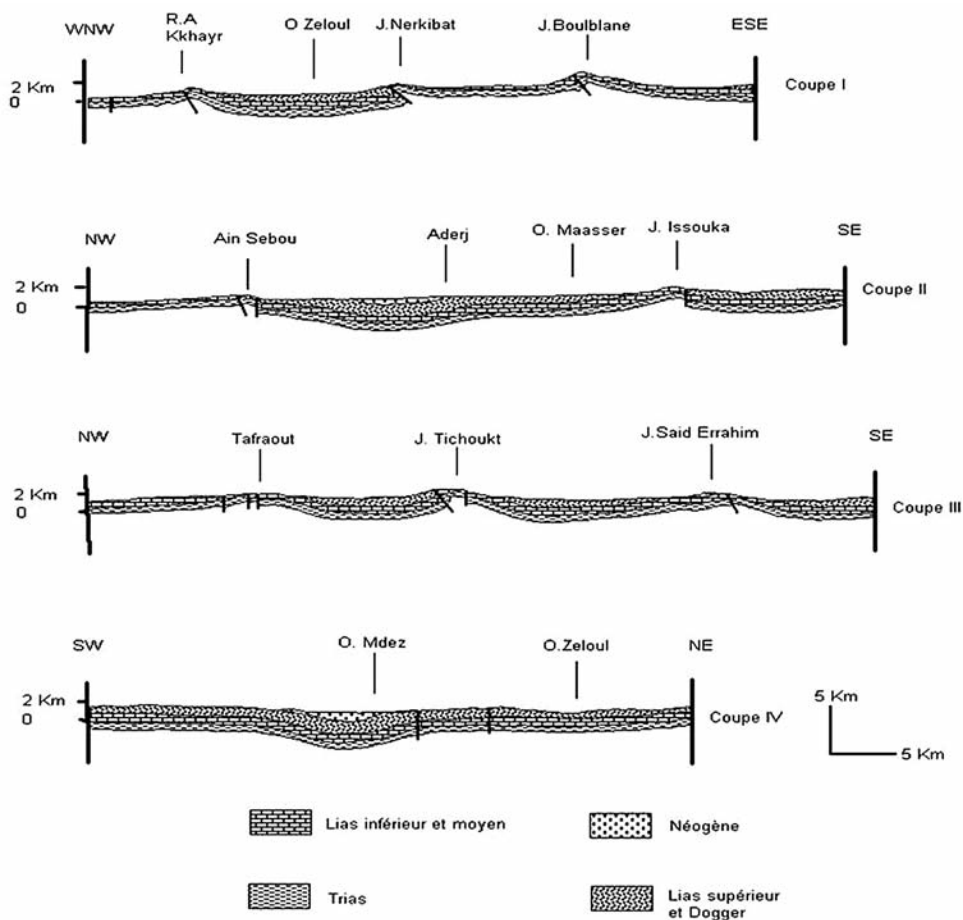 WNW
R.A Kkhayr
O Zeloul
J.Nerkibat
J.Boulblane
ESE
2 Km
0
Coupe I
NW
Ain Sebou
Aderj
O. Maasser
J. Issouka
SE
2 Km
0
Coupe II
NW
Tafraout
J. Tichoukt
J.Said Errahim
SE
2 Km
0
Coupe III
SW
O. Mdez
O.Zeloul
NE
2 Km
0
Coupe IV
5 Km
5 Km
Lias inférieur et moyen
Néogène
Trias
Lias supérieur
et Dogger